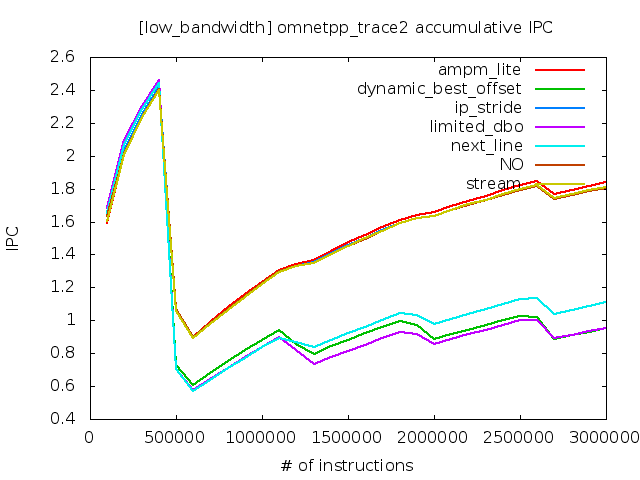 [low_bandwidth] omnetpp_trace2 accumulative IPC
IPC
2.6
2.4
2.2
2
1.8
1.6
1.4
1.2
1
0.8
0.6
0.4
ampm_lite
dynamic_best_offset
ip_stride
limited_dbo
next_line
NO
stream
0 500000 1000000 1500000 2000000 2500000 3000000
# of instructions